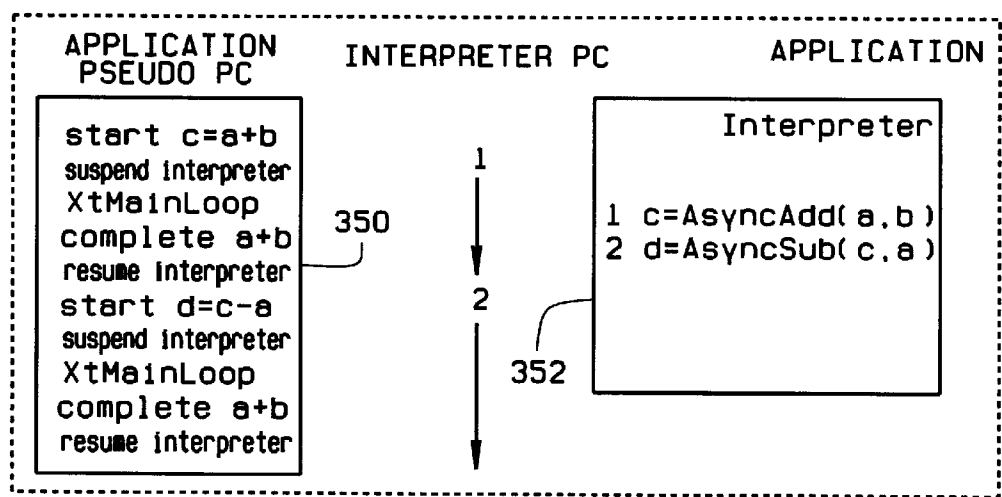 APPLICATION
PSEUDO PC
INTERPRETER PC
APPLICATION
start c=a+b
suspend interpreter
XtMainLoop
complete a+b
resume interpreter
start d=c-a
suspend interpreter
XtMainLoop
complete a+b
resume interpreter
350
1
2
352
Interpreter
1 c=AsyncAdd(a,b)
2 d=AsyncSub(c,a)